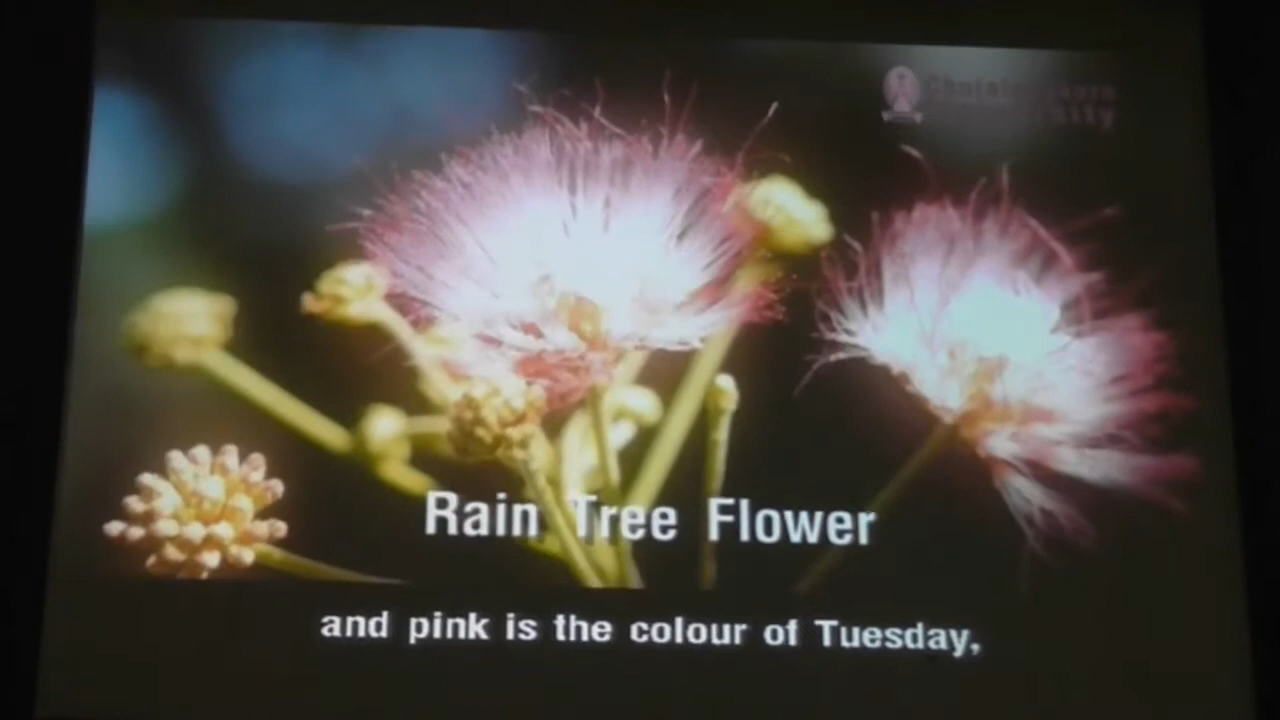 Rain Tree Flower
and pink is the colour of Tuesday,